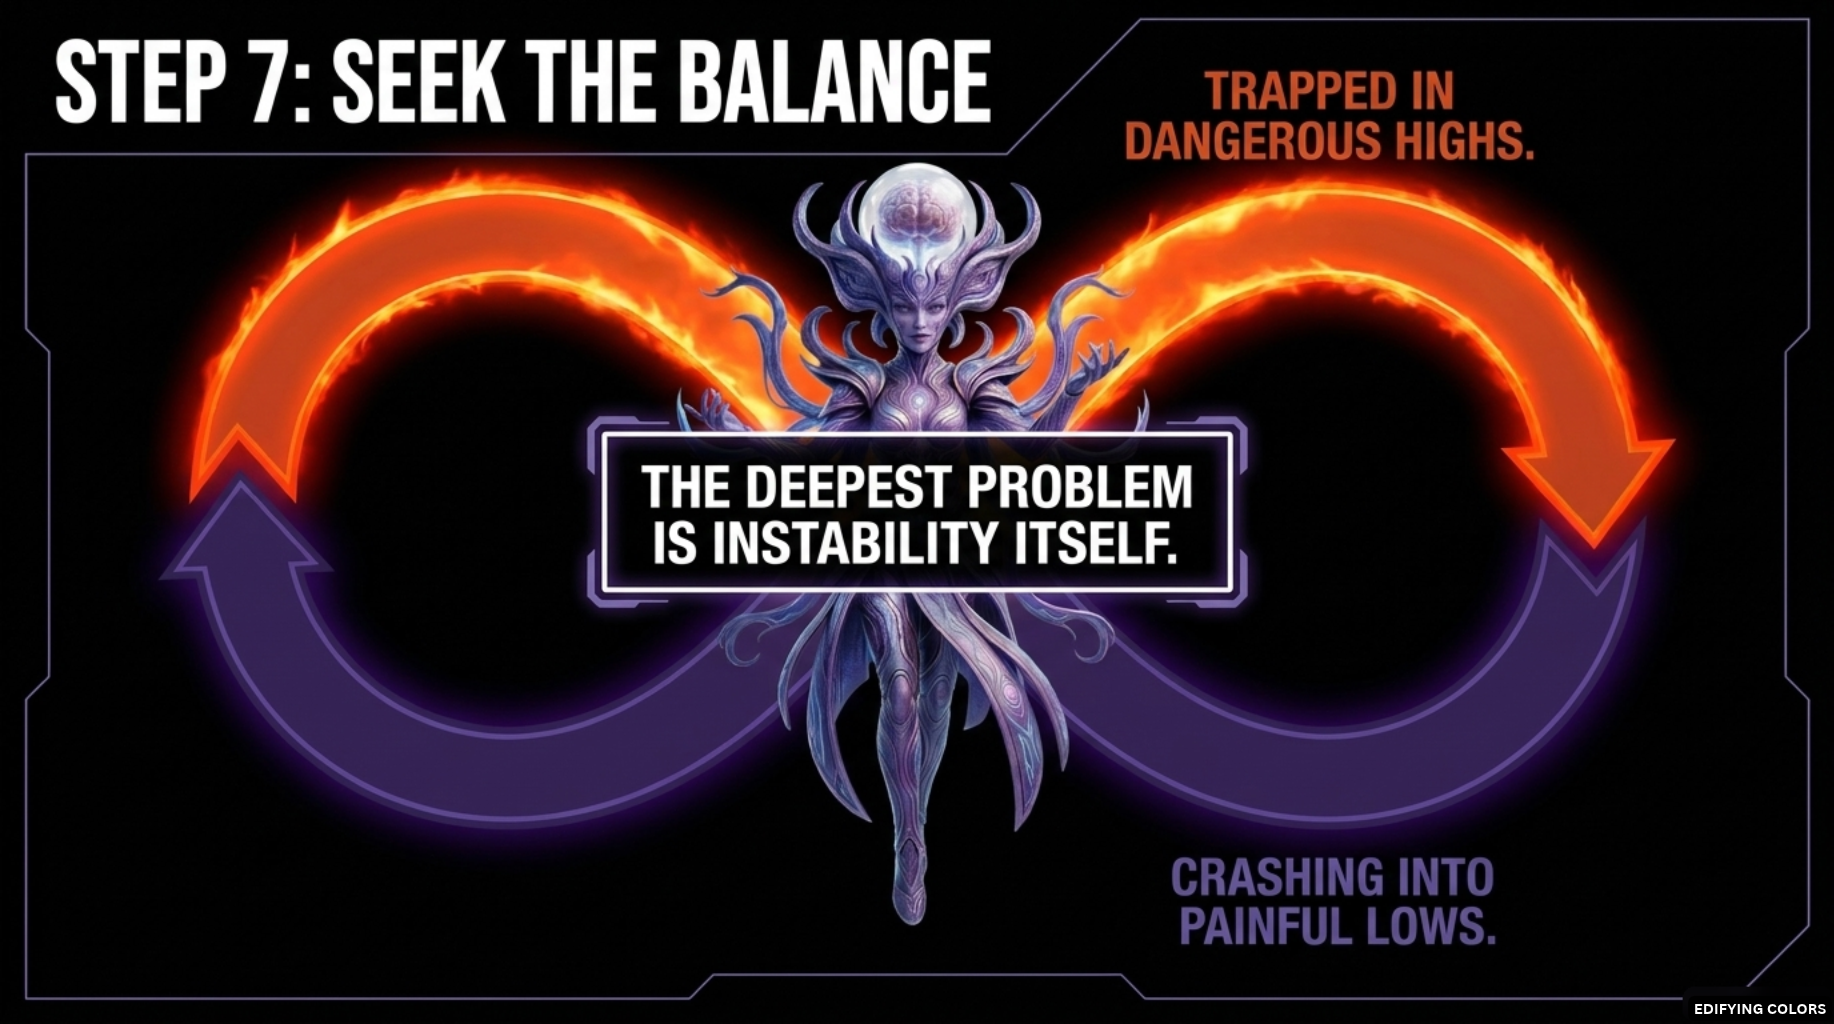 STEP 7: SEEK THE BALANCE
TRAPPED IN
DANGEROUS HIGHS.
THE DEEPEST PROBLEM
IS INSTABILITY ITSELF.
CRASHING INTO
PAINFUL LOWS.
EDIFYING COLORS